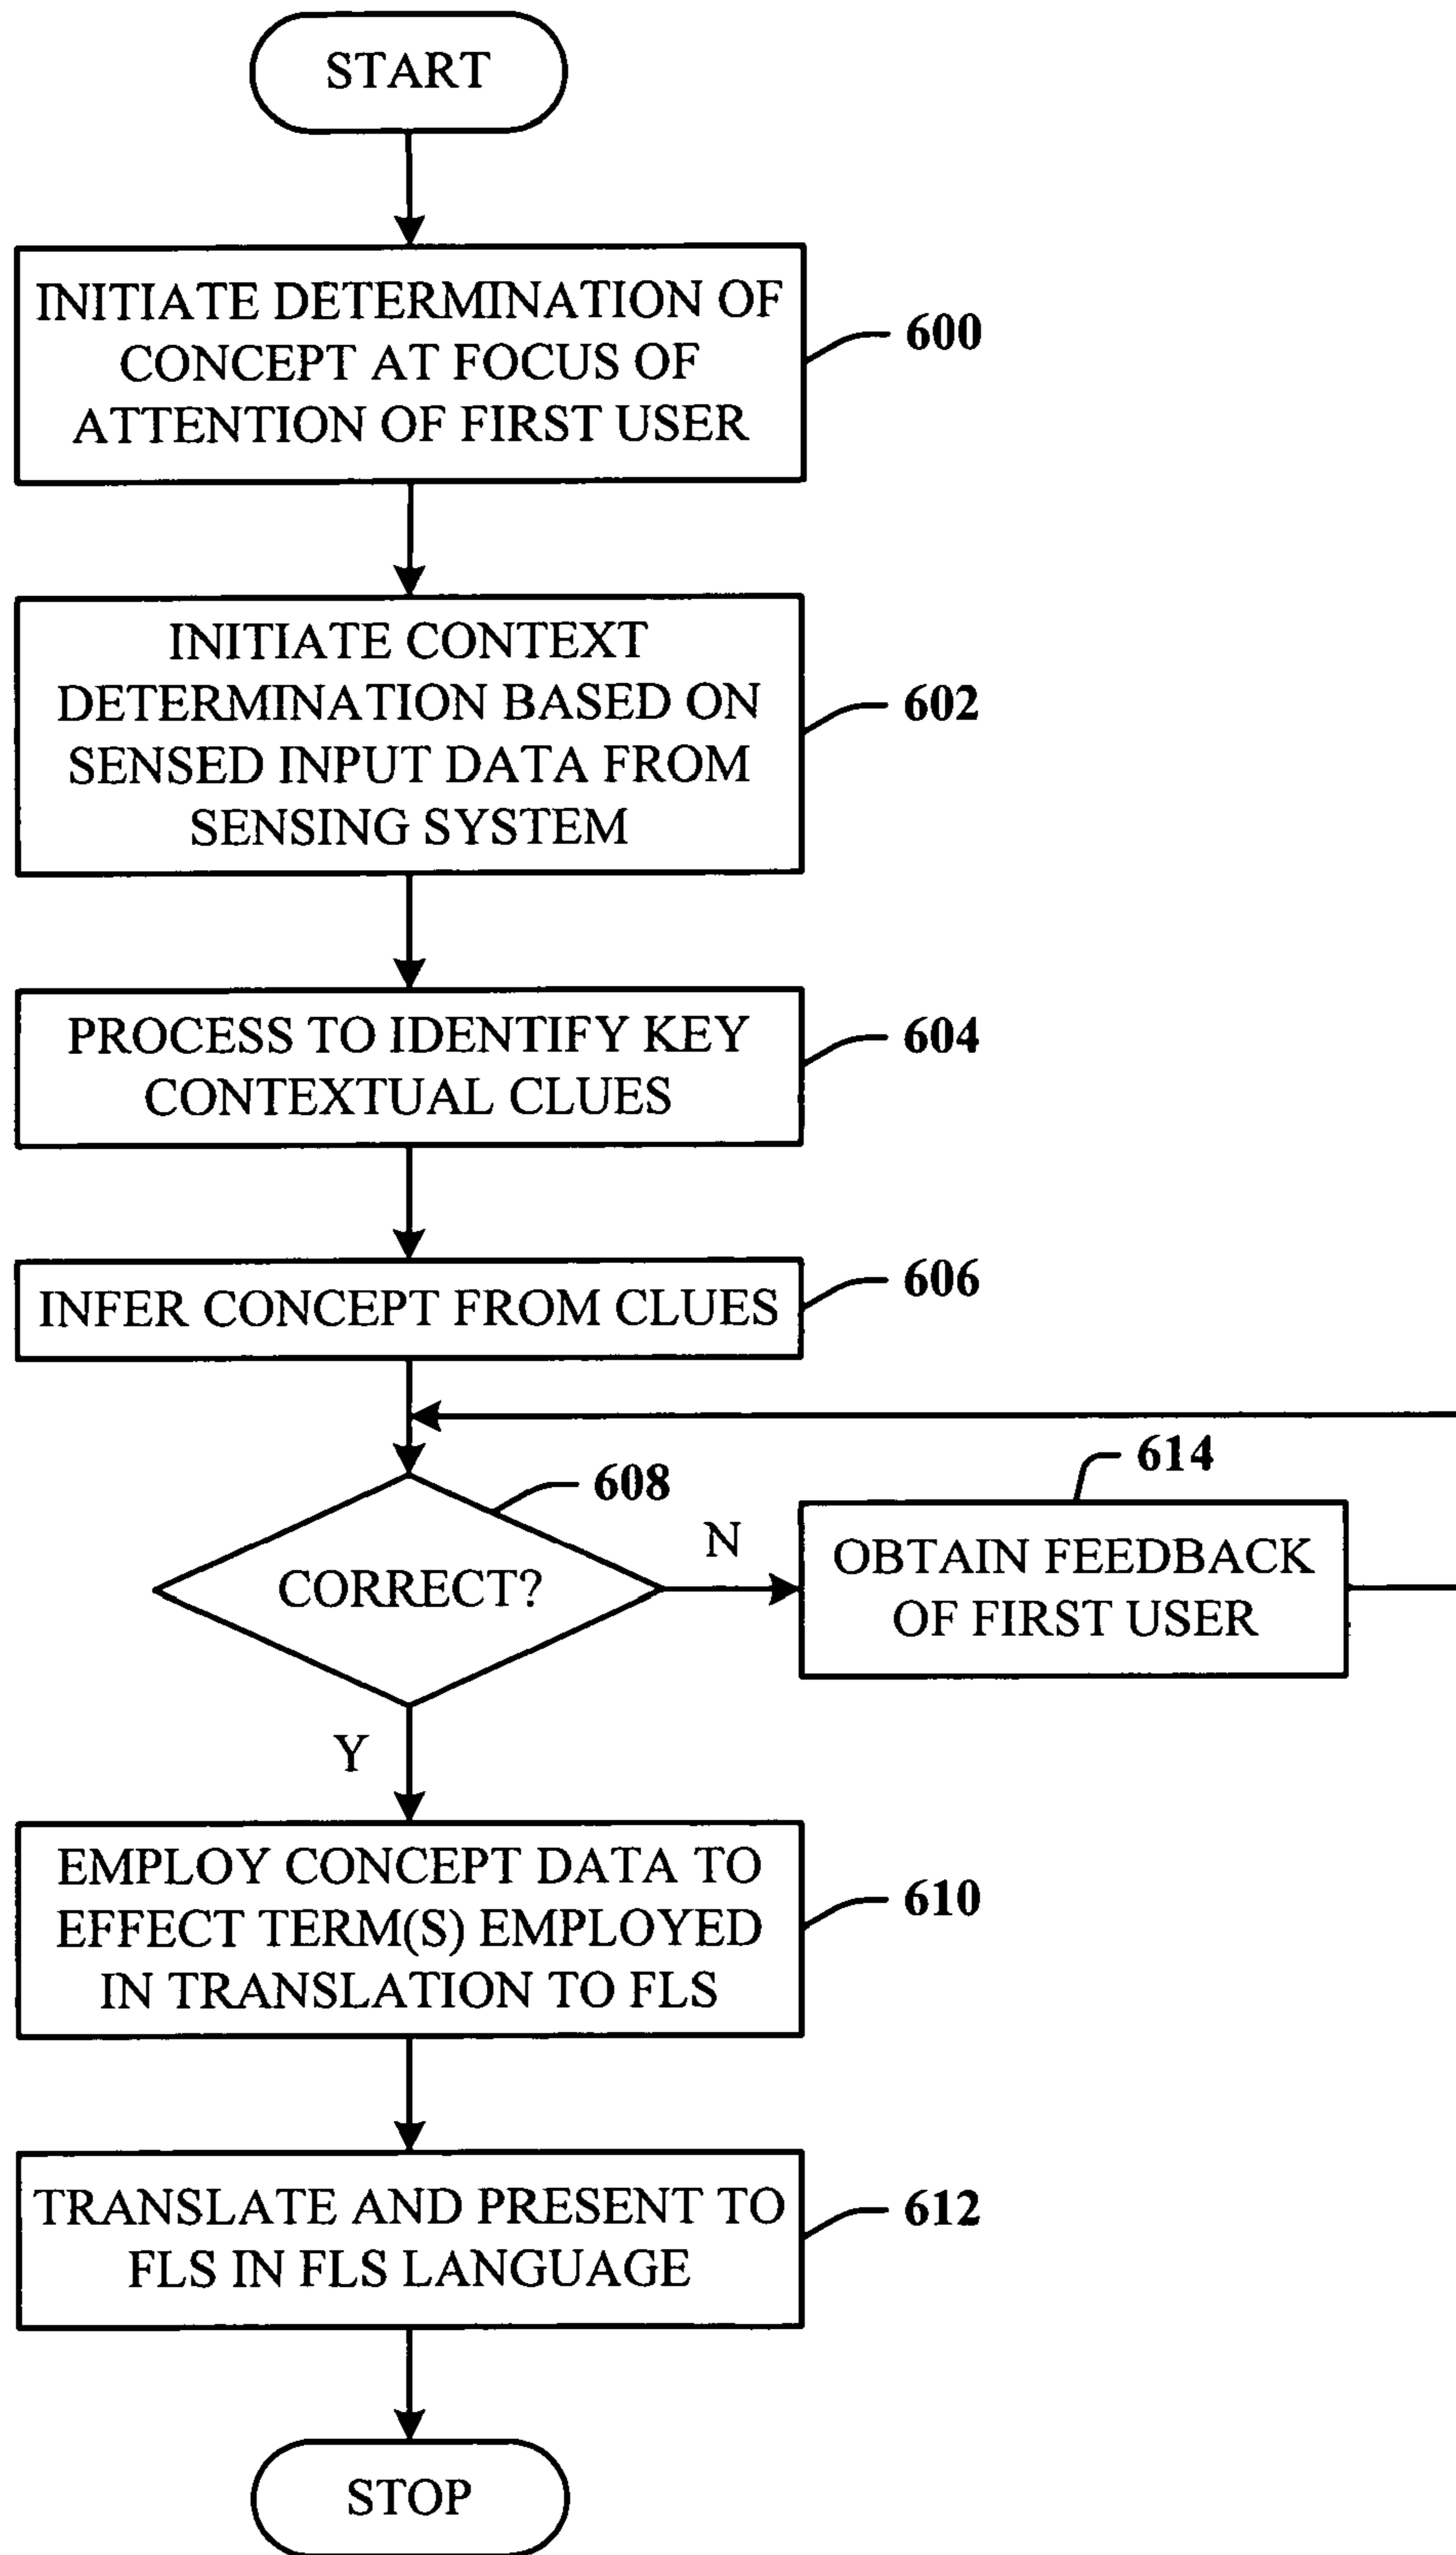 START
INITIATE DETERMINATION OF
CONCEPT AT FOCUS OF
ATTENTION OF FIRST USER
600
INITIATE CONTEXT
DETERMINATION BASED ON
SENSED INPUT DATA FROM
SENSING SYSTEM
602
PROCESS TO IDENTIFY KEY
CONTEXTUAL CLUES
604
INFER CONCEPT FROM CLUES
606
CORRECT?
608
N
OBTAIN FEEDBACK
OF FIRST USER
614
Y
EMPLOY CONCEPT DATA TO
EFFECT TERM(S) EMPLOYED
IN TRANSLATION TO FLS
610
TRANSLATE AND PRESENT TO
FLS IN FLS LANGUAGE
612
STOP